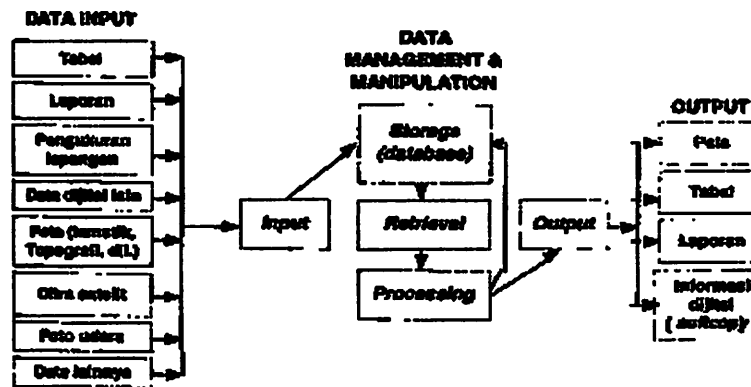 DATA INPUT
Tabel
Laporan
Pengukuran
lapangan
Data dijital lain
Peta (tematik,
Topografi, dll.)
Citra satelit
Foto udara
Data lainnya
Input
DATA
MANAGEMENT &
MANIPULATION
Storage
(database)
Retrieval
Processing
Output
OUTPUT
Peta
Tabel
Laporan
Informasi
dijital
(softcopy)